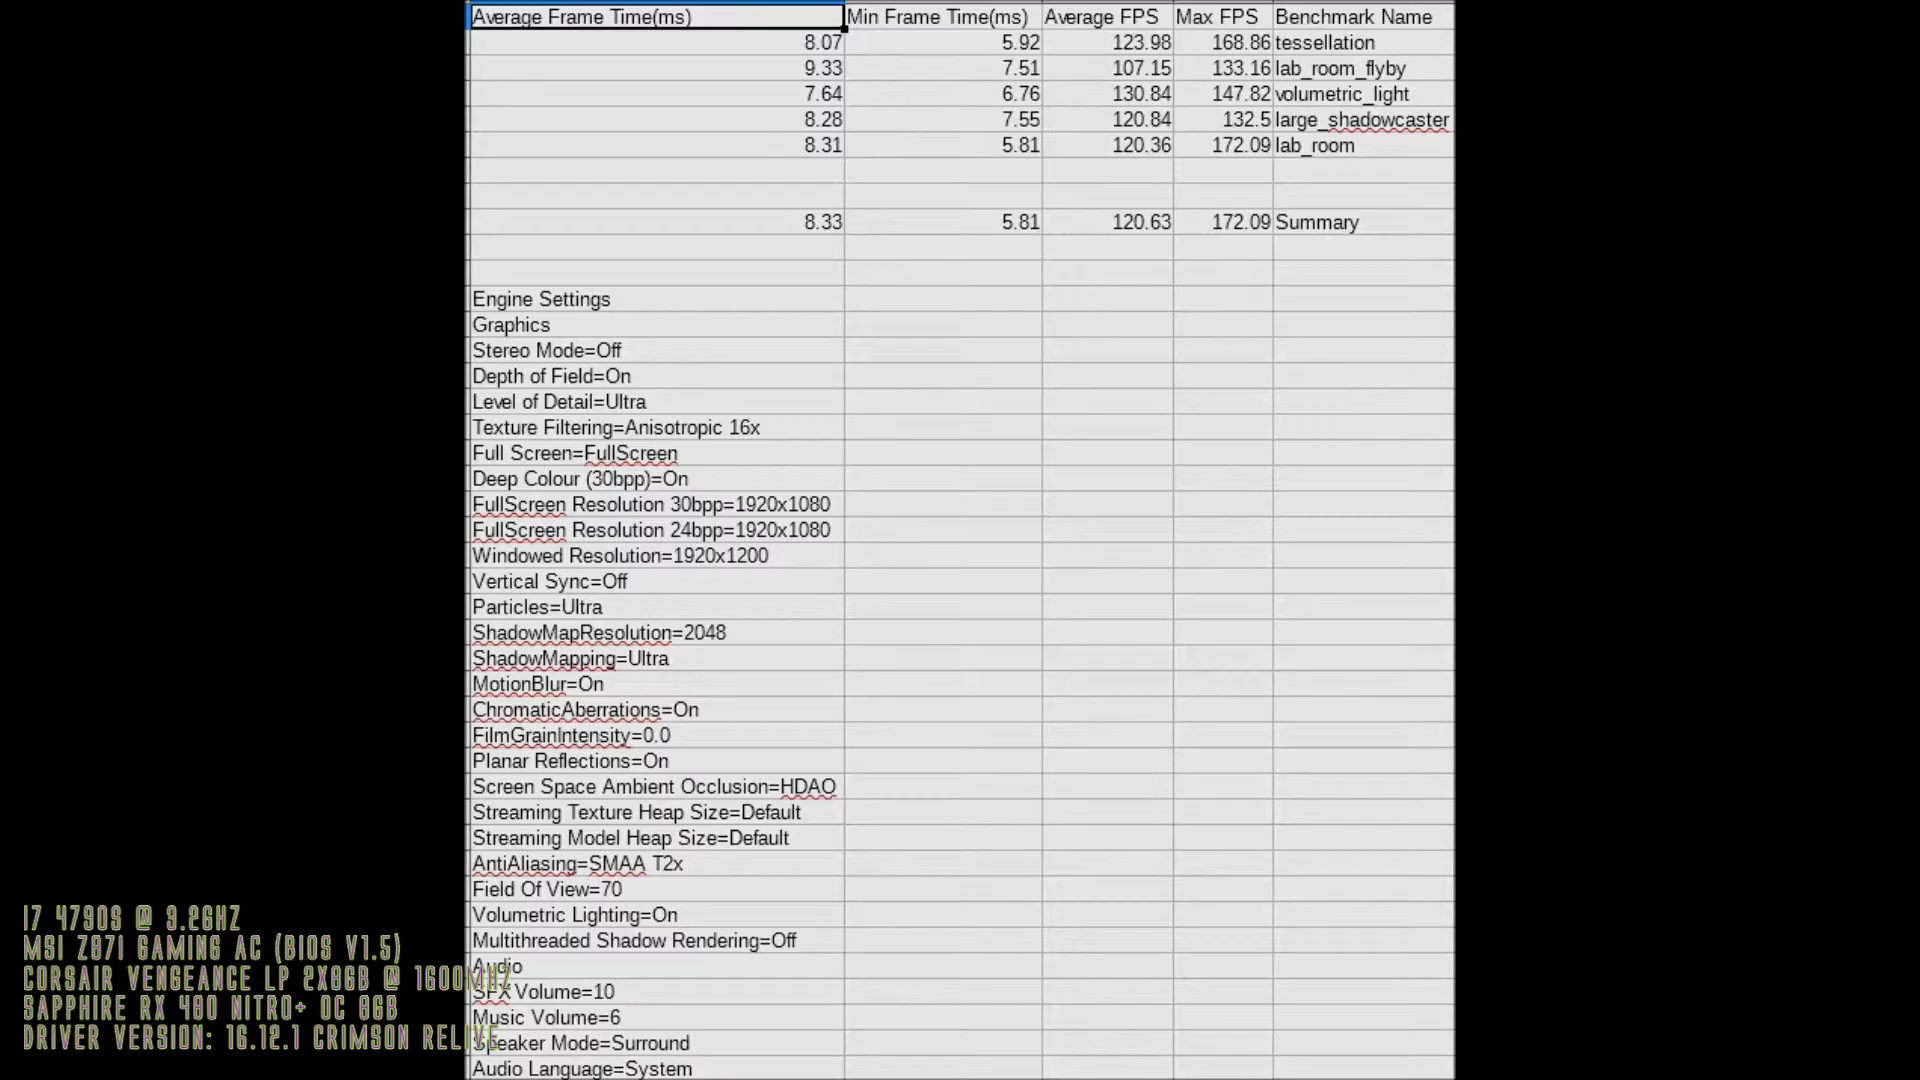 Average Frame Time(ms) Min Frame Time(ms) Average FPS Max FPS Benchmark Name
8.07 5.92 123.98 168.86 tessellation
9.33 7.51 107.15 133.16 lab_room_flyby
7.64 6.76 130.84 147.82 volumetric_light
8.28 7.55 120.84 132.5 large_shadowcaster
8.31 5.81 120.36 172.09 lab_room
8.33 5.81 120.63 172.09 Summary
Engine Settings
Graphics
Stereo Mode=Off
Depth of Field=On
Level of Detail=Ultra
Texture Filtering=Anisotropic 16x
Full Screen=FullScreen
Deep Colour (30bpp)=On
FullScreen Resolution 30bpp=1920x1080
FullScreen Resolution 24bpp=1920x1080
Windowed Resolution=1920x1200
Vertical Sync=Off
Particles=Ultra
ShadowMapResolution=2048
ShadowMapping=Ultra
MotionBlur=On
ChromaticAberrations=On
FilmGrainIntensity=0.0
Planar Reflections=On
Screen Space Ambient Occlusion=HDAO
Streaming Texture Heap Size=Default
Streaming Model Heap Size=Default
AntiAliasing=SMAA T2x
Field Of View=70
Volumetric Lighting=On
Multithreaded Shadow Rendering=Off
Audio
SFX Volume=10
Music Volume=6
Speaker Mode=Surround
Audio Language=System
I7 4790S @ 3.2GHZ
MSI Z87I GAMING AC (BIOS V1.5)
CORSAIR VENGEANCE LP 2X8GB @ 1600MHZ
SAPPHIRE RX 480 NITRO+ OC 8GB
DRIVER VERSION: 16.12.1 CRIMSON RELIVE